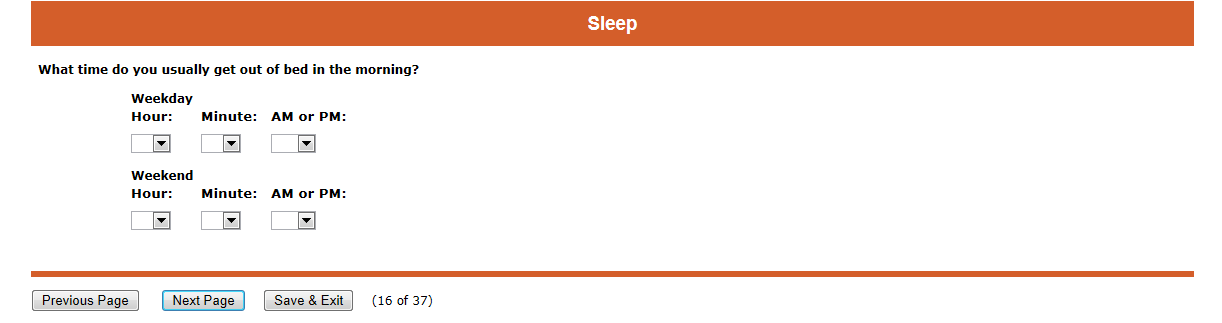 Sleep
What time do you usually get out of bed in the morning?
Weekday
Hour: Minute: AM or PM:
Weekend
Hour: Minute: AM or PM:
Previous Page Next Page Save & Exit (16 of 37)